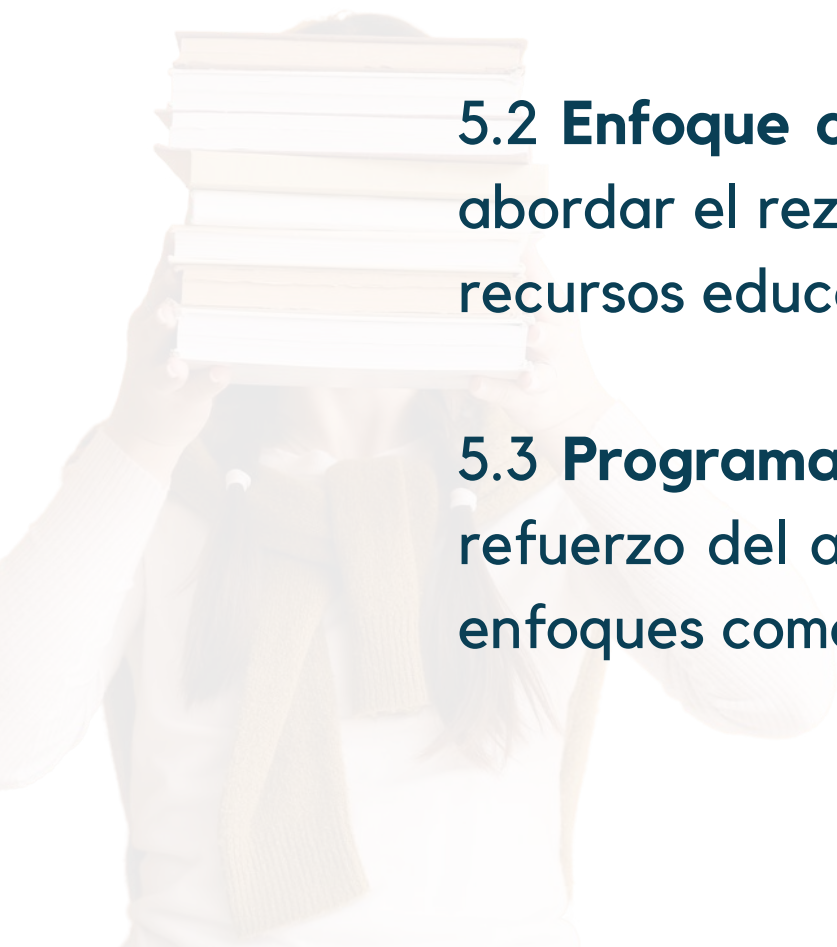 5.2 Enfoque
abordar el rez
recursos educ
5.3 Programa
refuerzo del a
enfoques com